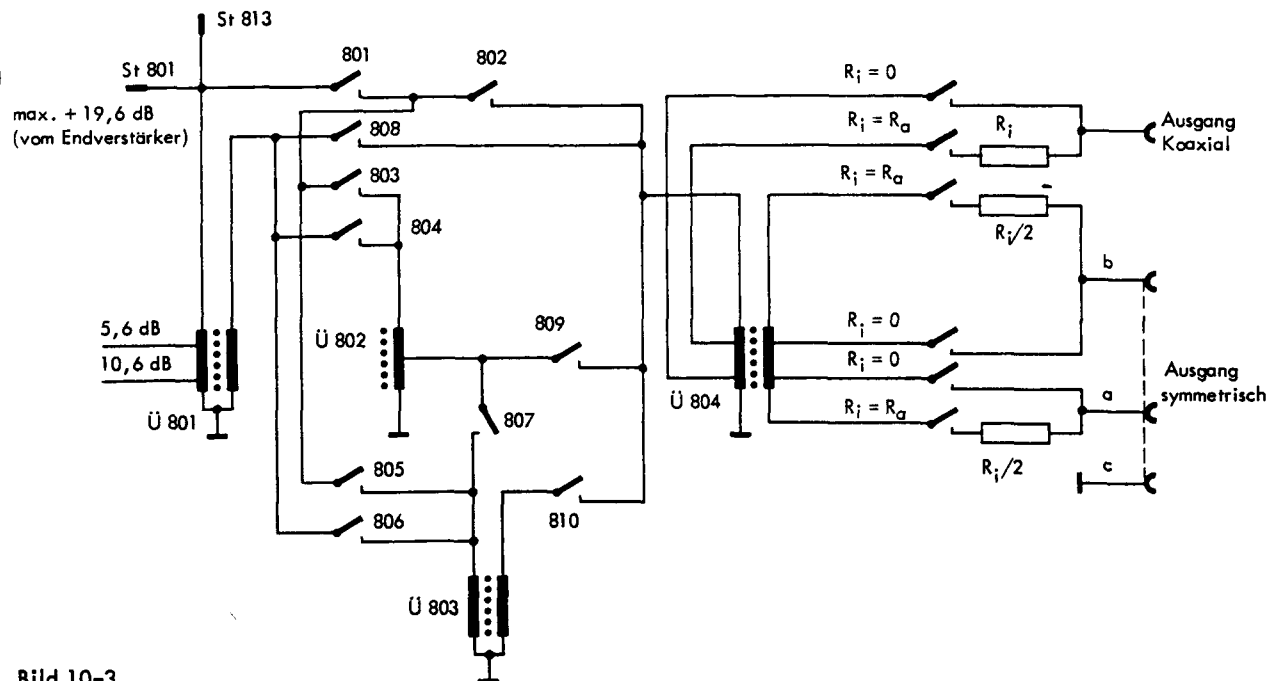 St 813
St 801
801
802
max. + 19,6 dB
(vom Endverstärker)
808
803
804
5,6 dB
10,6 dB
Ü 801
Ü 802
809
807
805
806
810
Ü 803
R_i = 0
R_i = R_a
R_i
Ausgang
Koaxial
R_i = R_a
R_i/2
b
R_i = 0
R_i = 0
Ü 804
R_i = R_a
R_i/2
a
Ausgang
symmetrisch
c
Bild 10-3